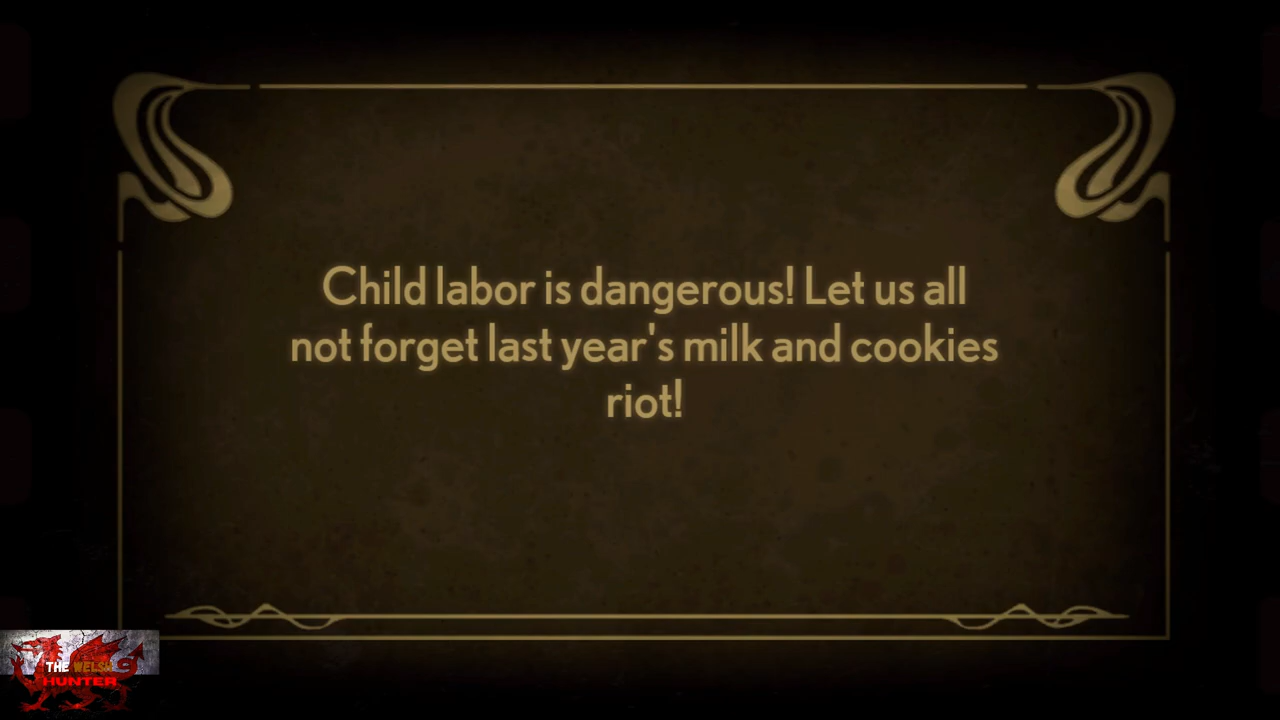 Child labor is dangerous! Let us all
not forget last year's milk and cookies
riot!
THE WELSH
HUNTER